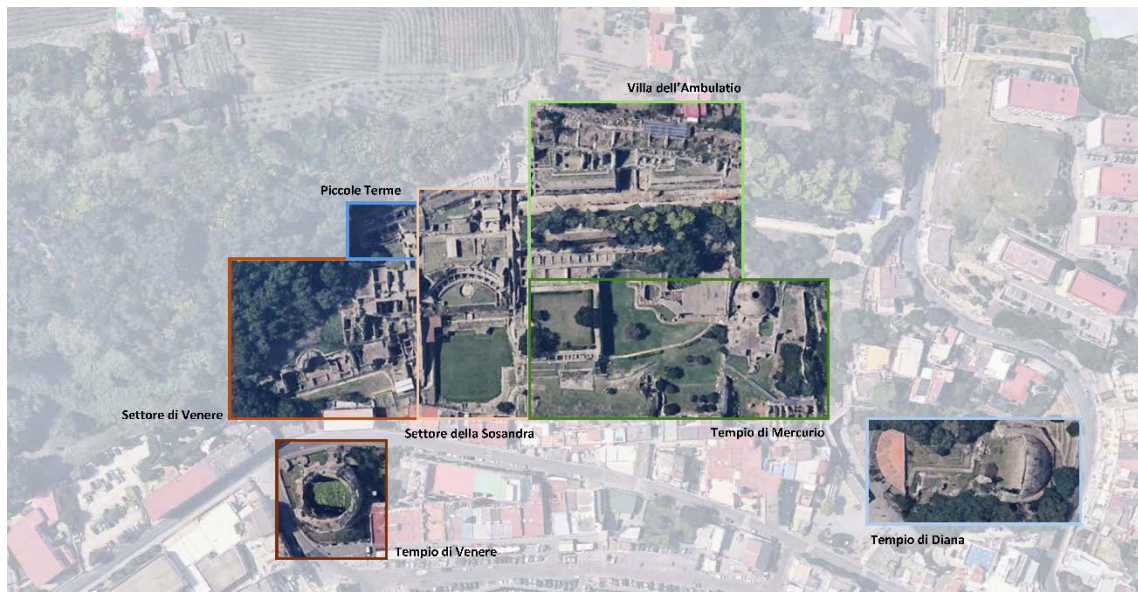 Villa dell'Ambulatio
Piccole Terme
Settore di Venere
Settore della Sosandra
Tempio di Mercurio
Tempio di Diana
Tempio di Venere